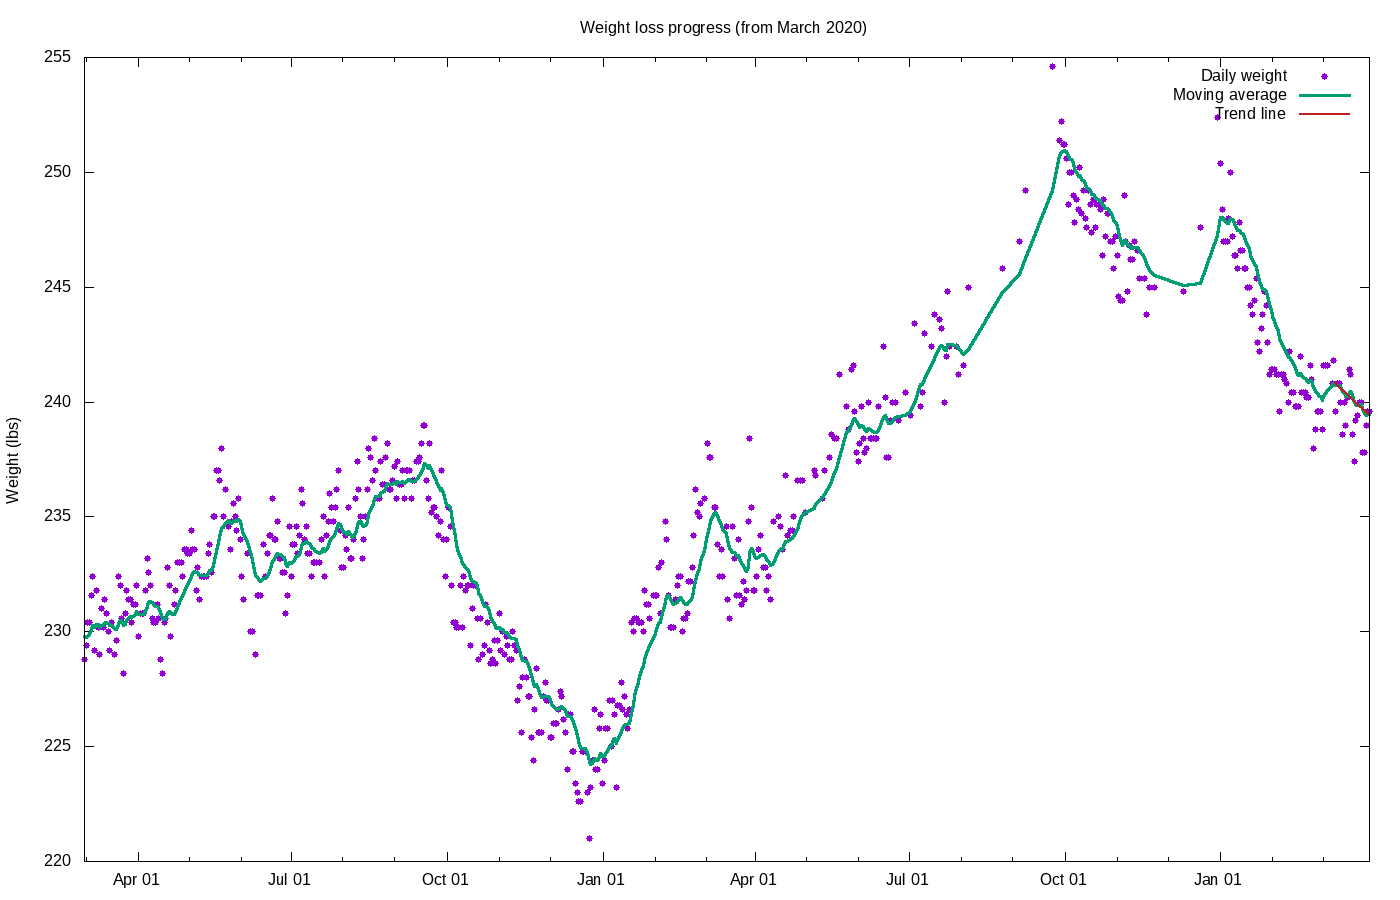 Weight loss progress (from March 2020)
255
250
245
240
235
230
225
220
Weight (lbs)
Daily weight
Moving average
Trend line
Apr 01 Jul 01 Oct 01 Jan 01 Apr 01 Jul 01 Oct 01 Jan 01